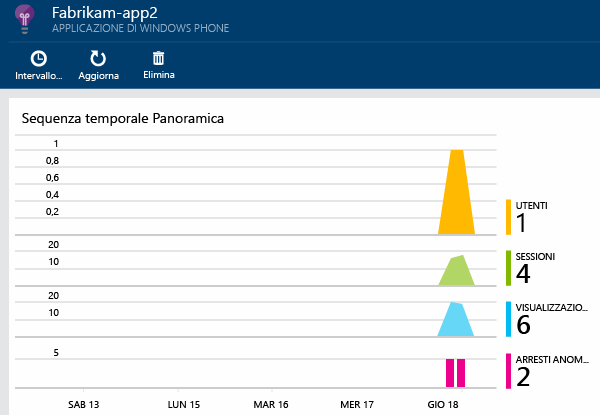 Fabrikam-app2
APPLICAZIONE DI WINDOWS PHONE
Intervallo... Aggiorna Elimina
Sequenza temporale Panoramica
1
0,8
0,6
0,4
0,2
UTENTI
1
20
10
SESSIONI
4
20
10
VISUALIZZAZIO...
6
5
ARRESTI ANOM...
2
SAB 13 LUN 15 MAR 16 MER 17 GIO 18